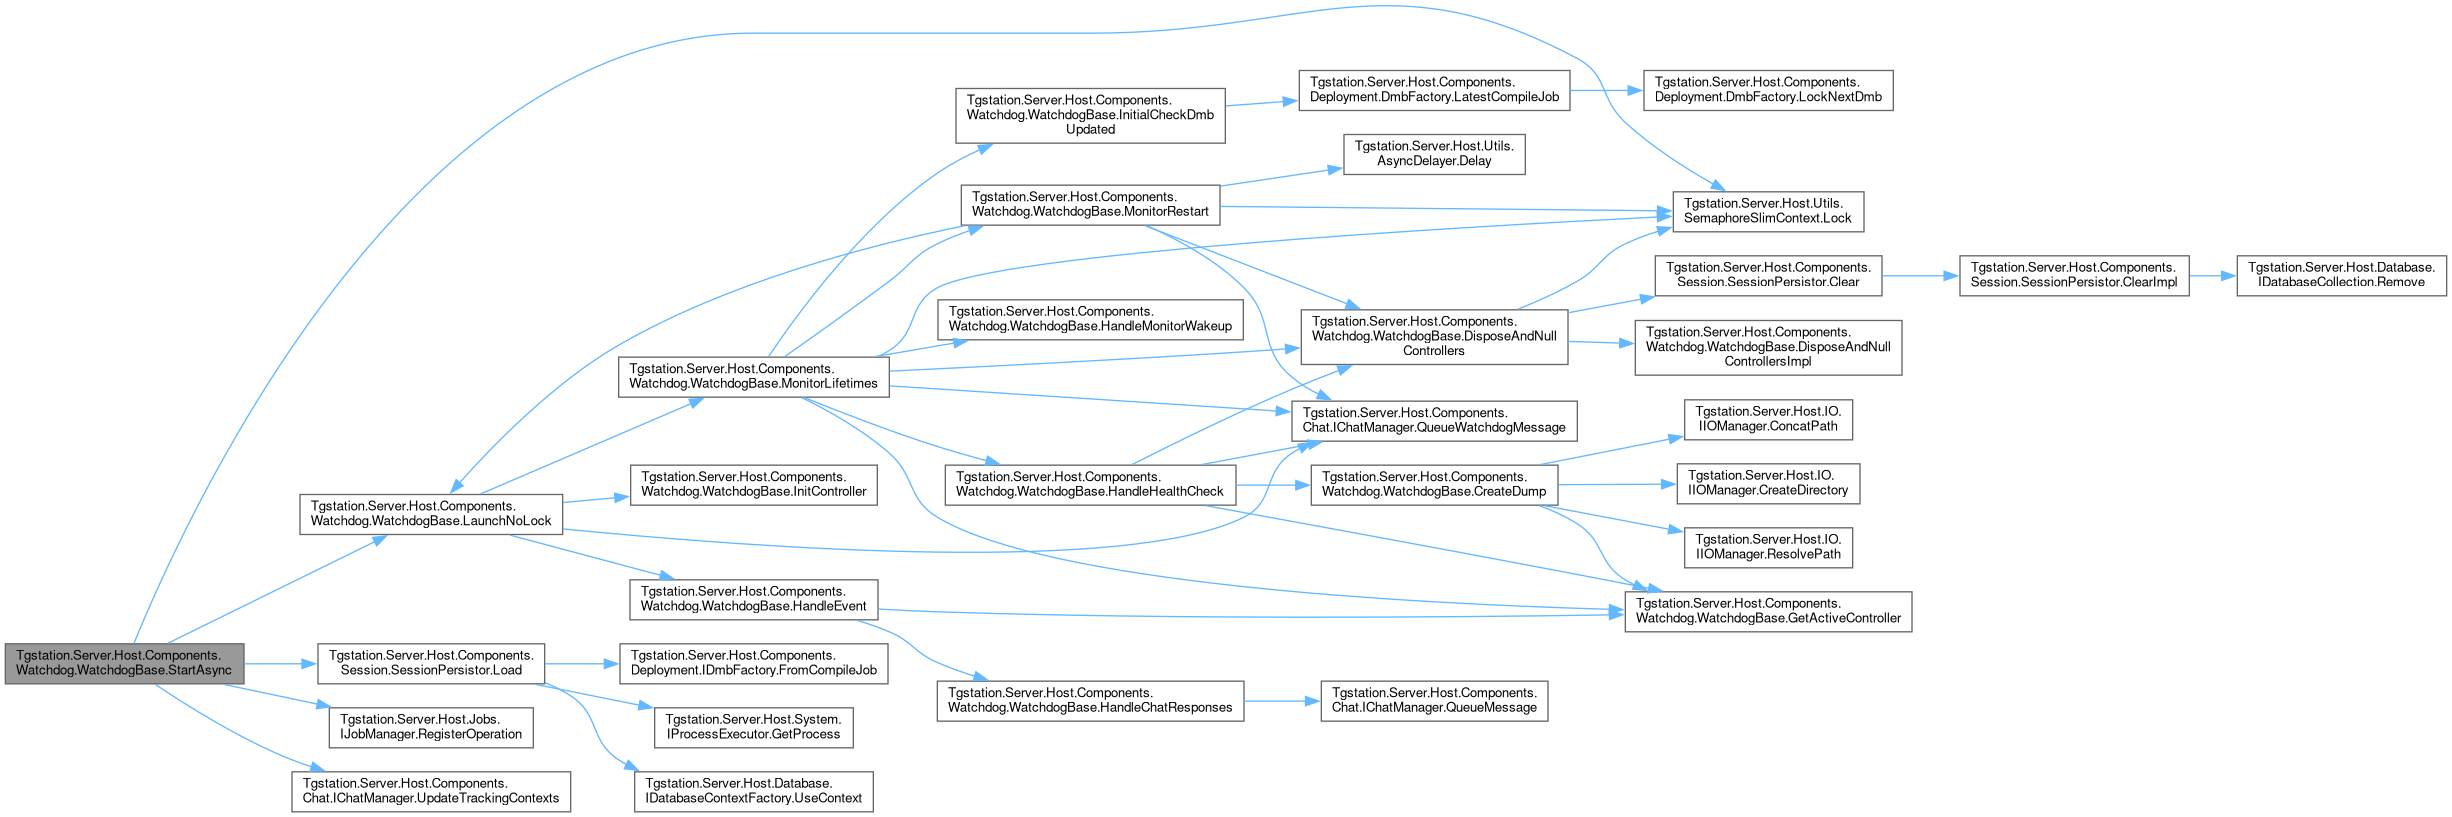 Tgstation.Server.Host.Components.
Watchdog.WatchdogBase.StartAsync
Tgstation.Server.Host.Components.
Watchdog.WatchdogBase.LaunchNoLock
Tgstation.Server.Host.Components.
Session.SessionPersistor.Load
Tgstation.Server.Host.Jobs.
IJobManager.RegisterOperation
Tgstation.Server.Host.Components.
Chat.IChatManager.UpdateTrackingContexts
Tgstation.Server.Host.Components.
Watchdog.WatchdogBase.MonitorLifetimes
Tgstation.Server.Host.Components.
Watchdog.WatchdogBase.InitController
Tgstation.Server.Host.Components.
Watchdog.WatchdogBase.HandleEvent
Tgstation.Server.Host.Components.
Deployment.IDmbFactory.FromCompileJob
Tgstation.Server.Host.System.
IProcessExecutor.GetProcess
Tgstation.Server.Host.Database.
IDatabaseContextFactory.UseContext
Tgstation.Server.Host.Components.
Watchdog.WatchdogBase.InitialCheckDmb
Updated
Tgstation.Server.Host.Components.
Watchdog.WatchdogBase.MonitorRestart
Tgstation.Server.Host.Components.
Watchdog.WatchdogBase.HandleMonitorWakeup
Tgstation.Server.Host.Components.
Watchdog.WatchdogBase.HandleHealthCheck
Tgstation.Server.Host.Components.
Watchdog.WatchdogBase.HandleChatResponses
Tgstation.Server.Host.Components.
Deployment.DmbFactory.LatestCompileJob
Tgstation.Server.Host.Utils.
AsyncDelayer.Delay
Tgstation.Server.Host.Components.
Watchdog.WatchdogBase.DisposeAndNull
Controllers
Tgstation.Server.Host.Components.
Chat.IChatManager.QueueWatchdogMessage
Tgstation.Server.Host.Components.
Watchdog.WatchdogBase.CreateDump
Tgstation.Server.Host.Components.
Chat.IChatManager.QueueMessage
Tgstation.Server.Host.Components.
Deployment.DmbFactory.LockNextDmb
Tgstation.Server.Host.Utils.
SemaphoreSlimContext.Lock
Tgstation.Server.Host.Components.
Session.SessionPersistor.Clear
Tgstation.Server.Host.Components.
Watchdog.WatchdogBase.DisposeAndNull
ControllersImpl
Tgstation.Server.Host.IO.
IIOManager.ConcatPath
Tgstation.Server.Host.IO.
IIOManager.CreateDirectory
Tgstation.Server.Host.IO.
IIOManager.ResolvePath
Tgstation.Server.Host.Components.
Watchdog.WatchdogBase.GetActiveController
Tgstation.Server.Host.Components.
Session.SessionPersistor.ClearImpl
Tgstation.Server.Host.Database.
IDatabaseCollection.Remove